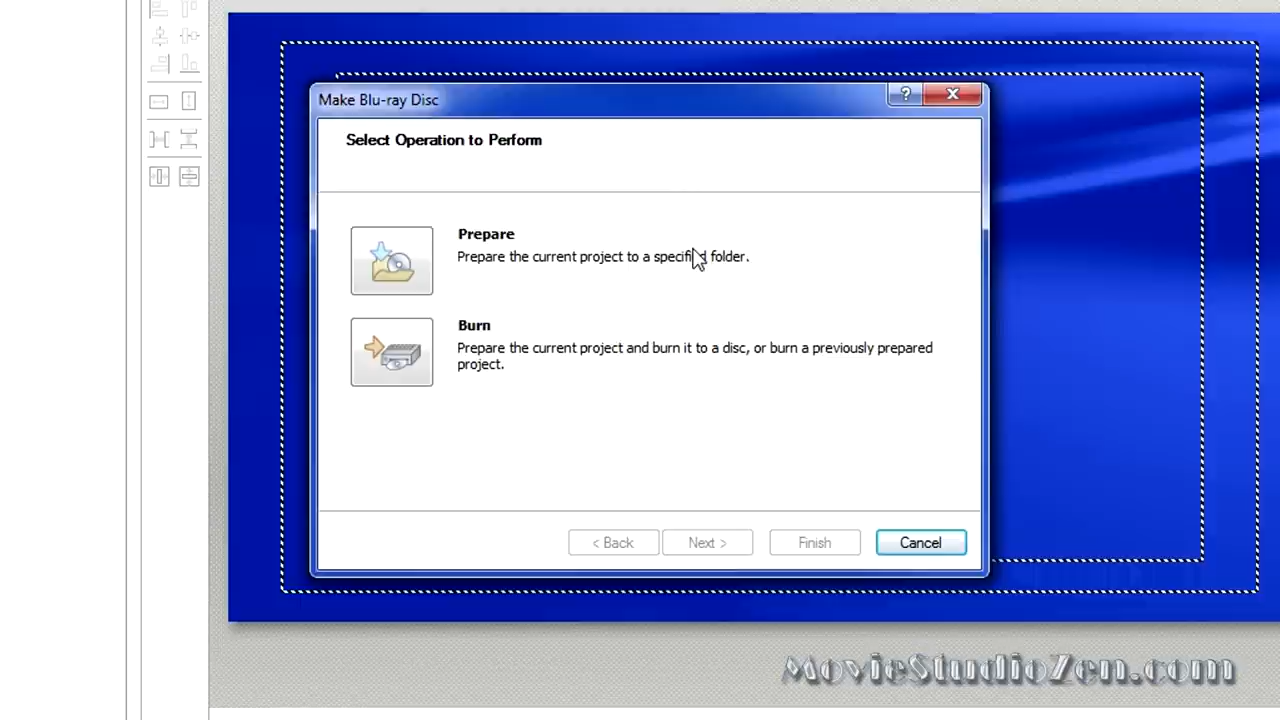 Make Blu-ray Disc
?
Select Operation to Perform
Prepare
Prepare the current project to a specified folder.
Burn
Prepare the current project and burn it to a disc, or burn a previously prepared
project.
< Back
Next >
Finish
Cancel
MovieStudioZen.com